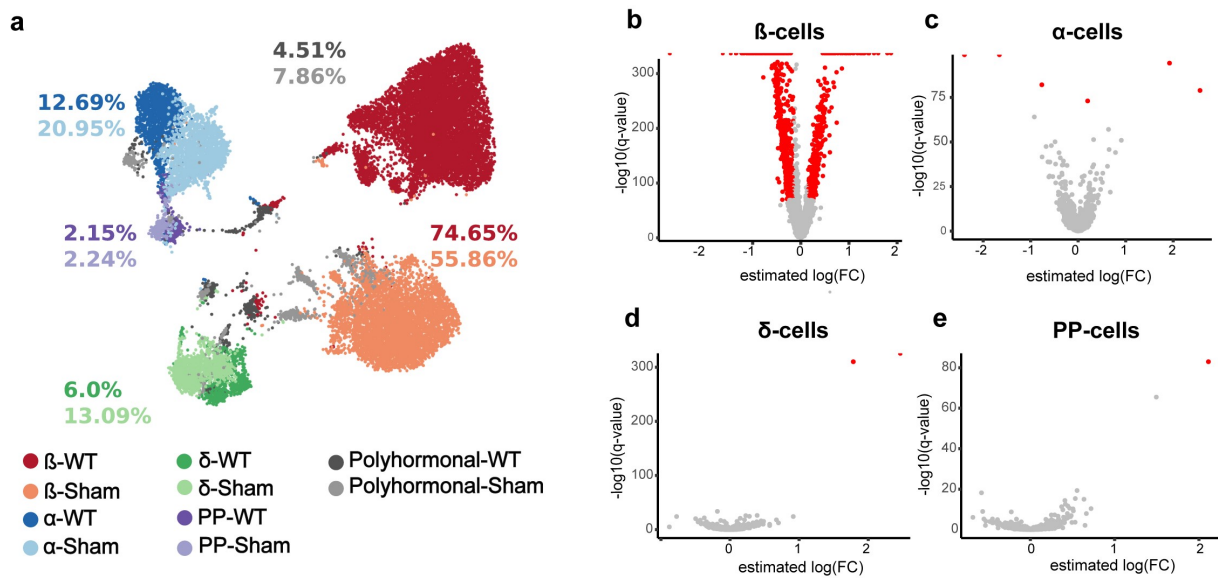 a
4.51%
7.86%
12.69%
20.95%
2.15%
2.24%
74.65%
55.86%
6.0%
13.09%
ß-WT
ß-Sham
α-WT
α-Sham
δ-WT
δ-Sham
PP-WT
PP-Sham
Polyhormonal-WT
Polyhormonal-Sham
b
ß-cells
-log10(q-value)
300
200
100
0
-2 -1 0 1 2
estimated log(FC)
c
α-cells
-log10(q-value)
75
50
25
0
-2 -1 0 1 2
estimated log(FC)
d
δ-cells
-log10(q-value)
300
200
100
0
0 1 2
estimated log(FC)
e
PP-cells
-log10(q-value)
80
60
40
20
0
0 1 2
estimated log(FC)